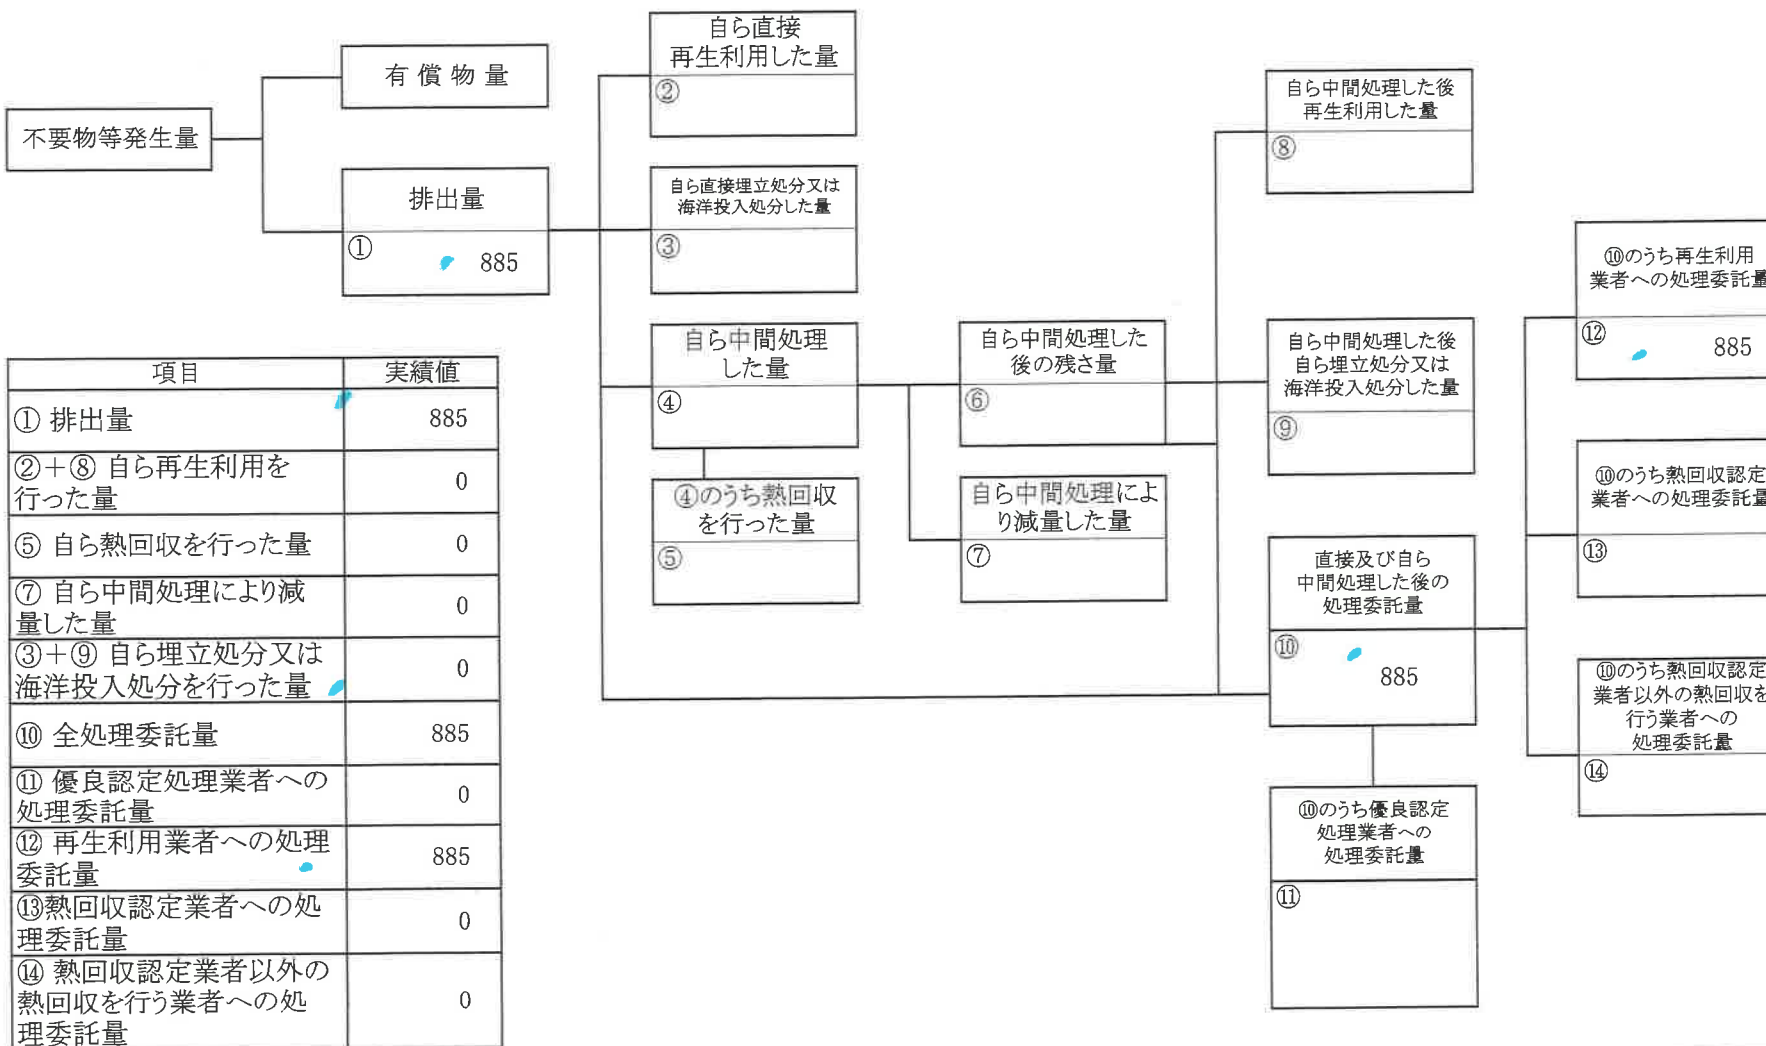 不要物等発生量
有 償 物 量
排出量
①
885
自ら直接
再生利用した量
②
自ら直接埋立処分又は
海洋投入処分した量
③
自ら中間処理
した量
④
④のうち熱回収
を行った量
⑤
自ら中間処理した
後の残さ量
⑥
自ら中間処理によ
り減量した量
⑦
自ら中間処理した後
再生利用した量
⑧
自ら中間処理した後
自ら埋立処分又は
海洋投入処分した量
⑨
直接及び自ら
中間処理した後の
処理委託量
⑩
885
⑩のうち優良認定
処理業者への
処理委託量
⑪
⑩のうち再生利用
業者への処理委託量
⑫
885
⑩のうち熱回収認定
業者への処理委託量
⑬
⑩のうち熱回収認定
業者以外の熱回収を
行う業者への
処理委託量
⑭
項目 実績値
① 排出量 885
②＋⑧ 自ら再生利用を
行った量 0
⑤ 自ら熱回収を行った量 0
⑦ 自ら中間処理により減
量した量 0
③＋⑨ 自ら埋立処分又は
海洋投入処分を行った量 0
⑩ 全処理委託量 885
⑪ 優良認定処理業者への
処理委託量 0
⑫ 再生利用業者への処理
委託量 885
⑬熱回収認定業者への処
理委託量 0
⑭ 熱回収認定業者以外の
熱回収を行う業者への処
理委託量 0